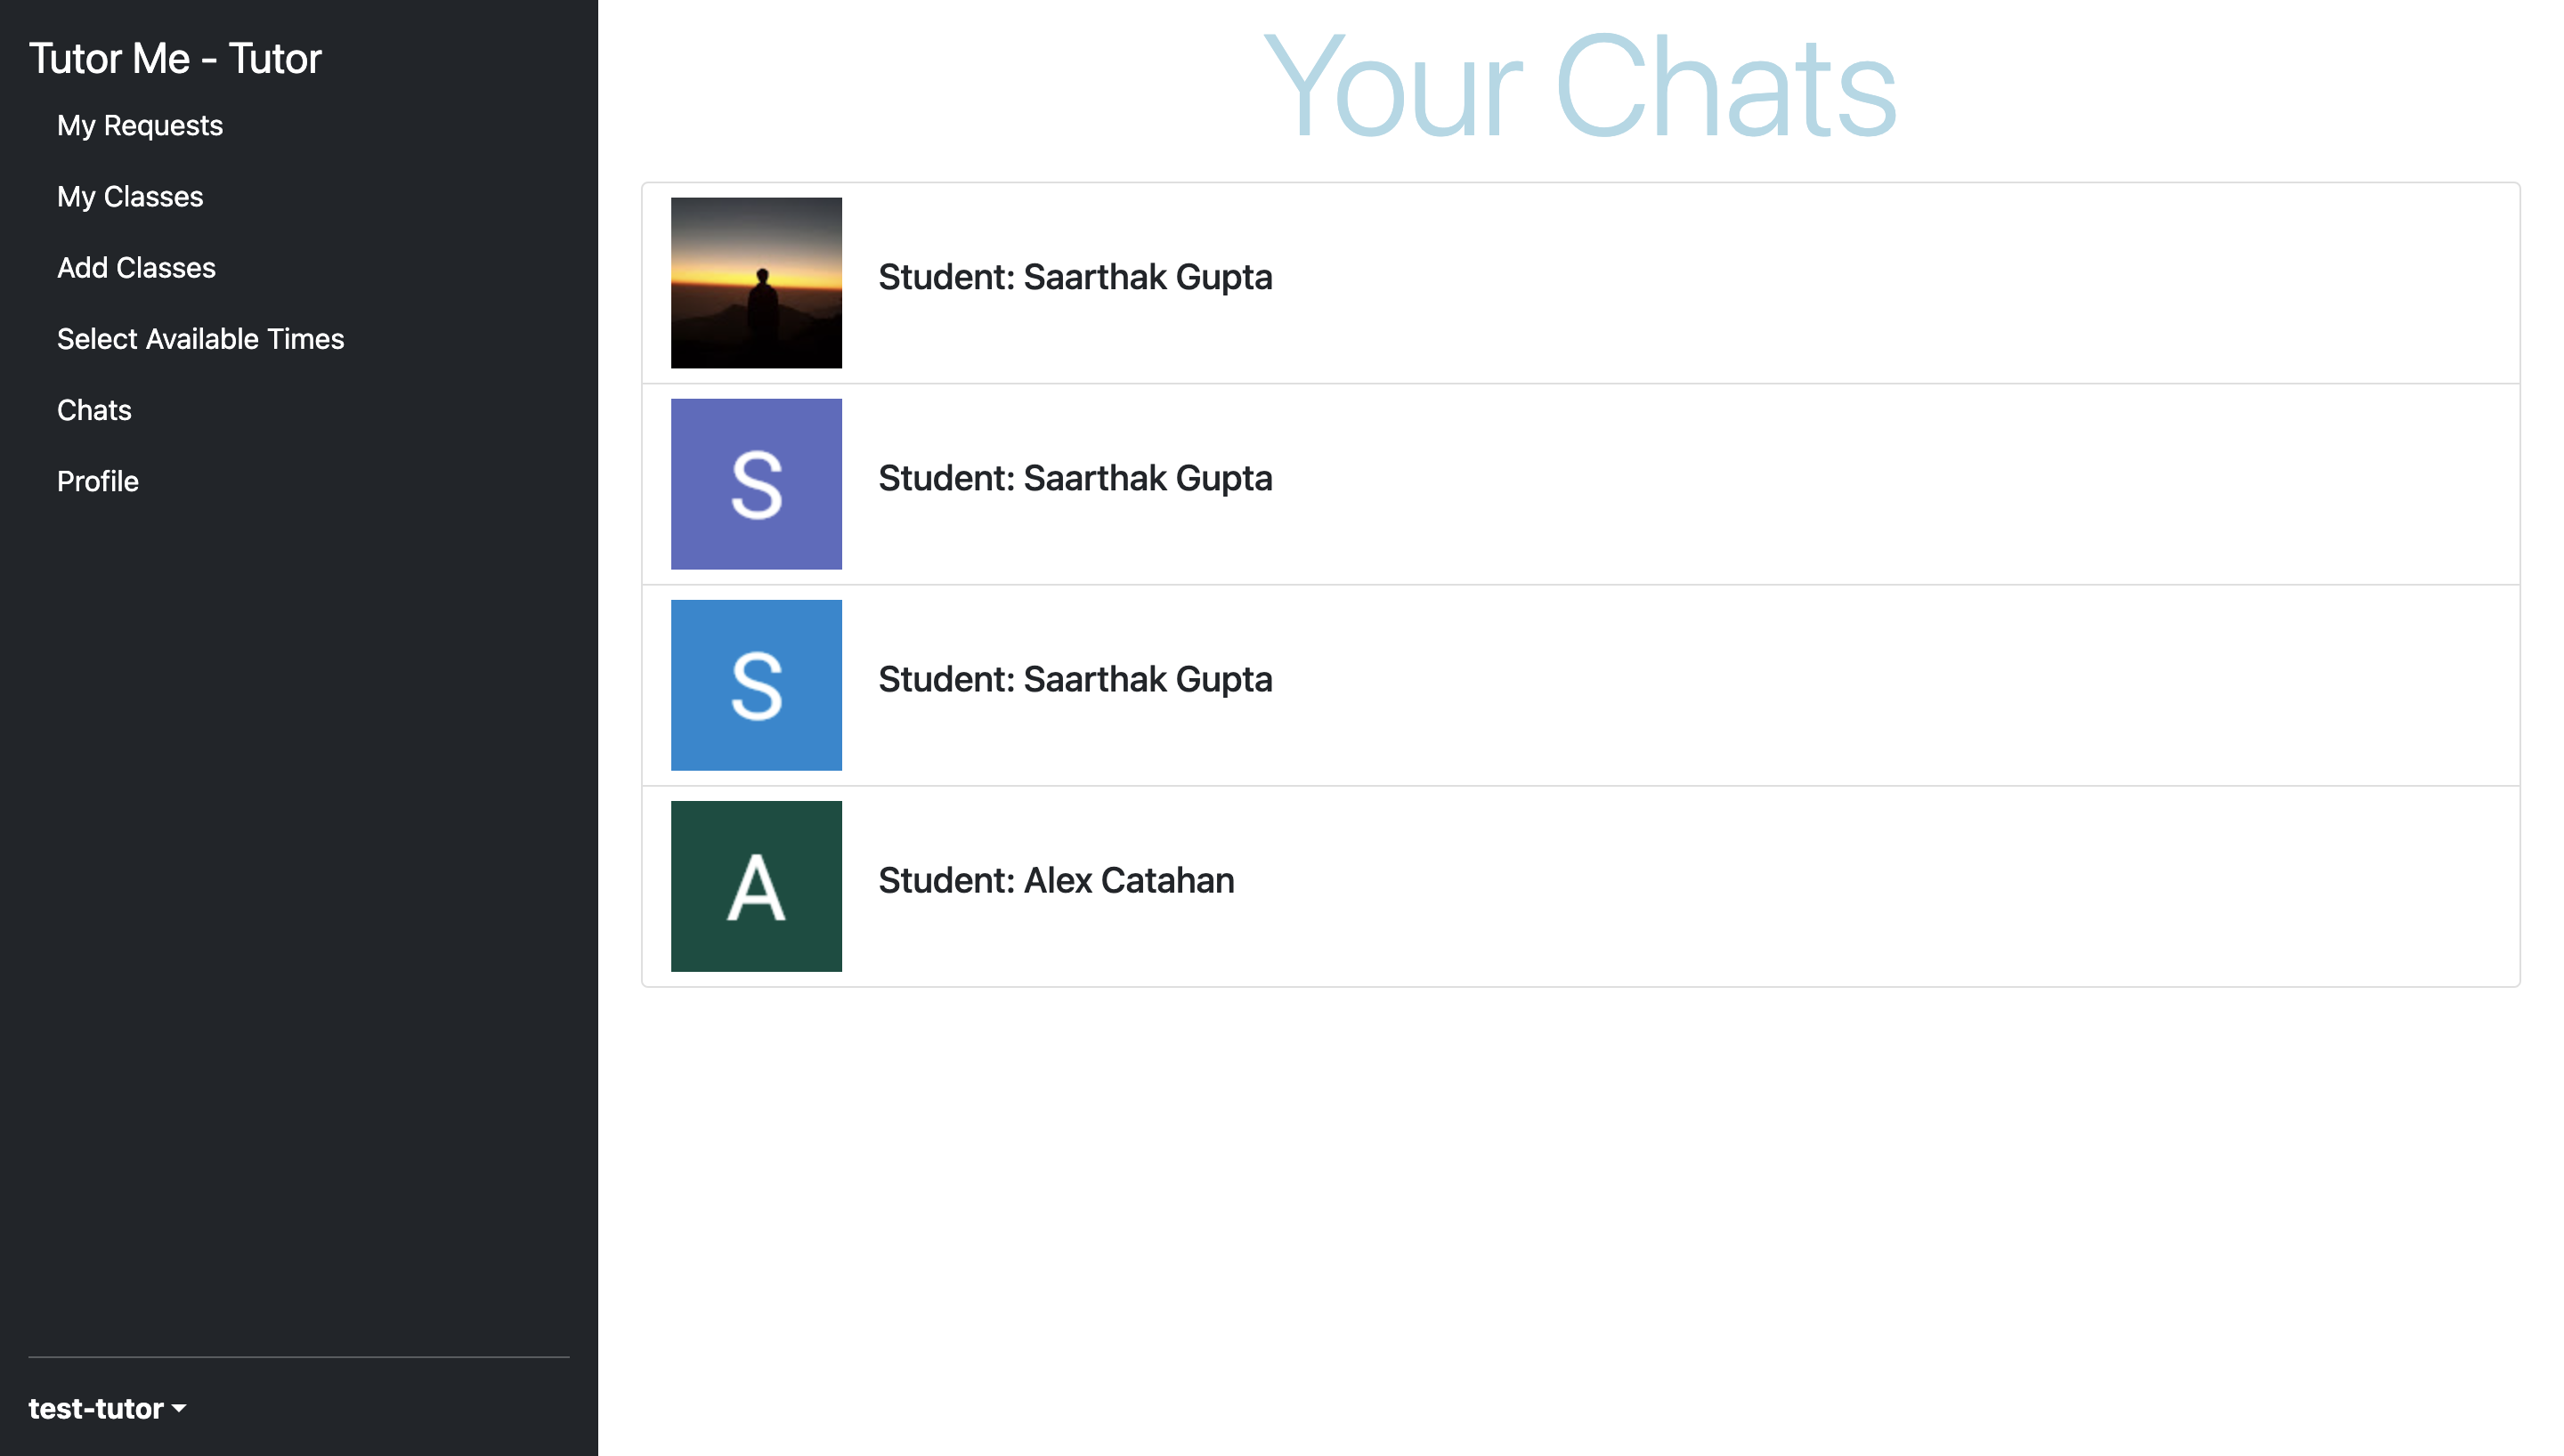 Tutor Me - Tutor
My Requests
My Classes
Add Classes
Select Available Times
Chats
Profile
test-tutor
Your Chats
Student: Saarthak Gupta
S
Student: Saarthak Gupta
S
Student: Saarthak Gupta
A
Student: Alex Catahan